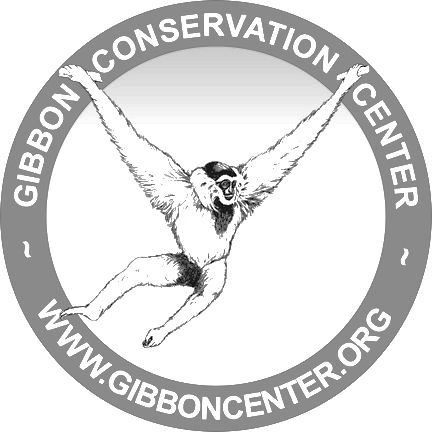 GIBBON CONSERVATION CENTER
~ ~
WWW.GIBBONCENTER.ORG